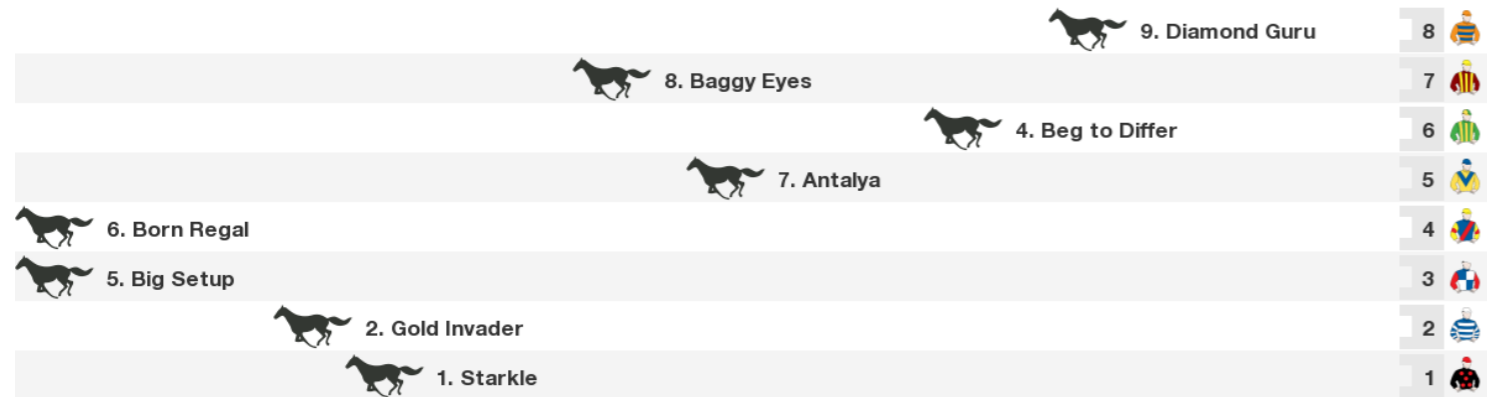 9. Diamond Guru 8
8. Baggy Eyes 7
4. Beg to Differ 6
7. Antalya 5
6. Born Regal 4
5. Big Setup 3
2. Gold Invader 2
1. Starkle 1